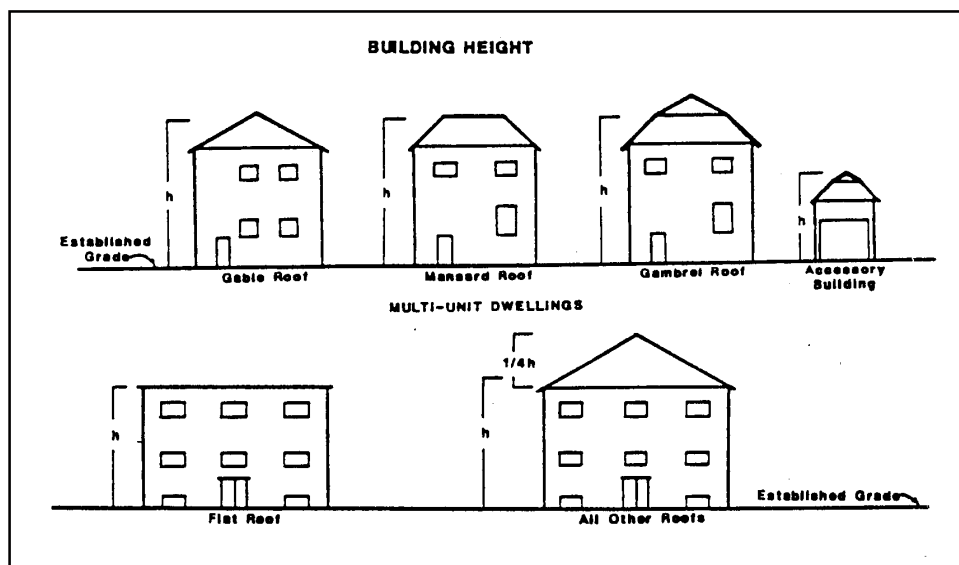 BUILDING HEIGHT
h
h
h
h
Established
Grade
Gable Roof
Mansard Roof
Gambrel Roof
Accessory
Building
MULTI-UNIT DWELLINGS
1/4h
h
h
Established Grade
Flat Roof
All Other Roofs